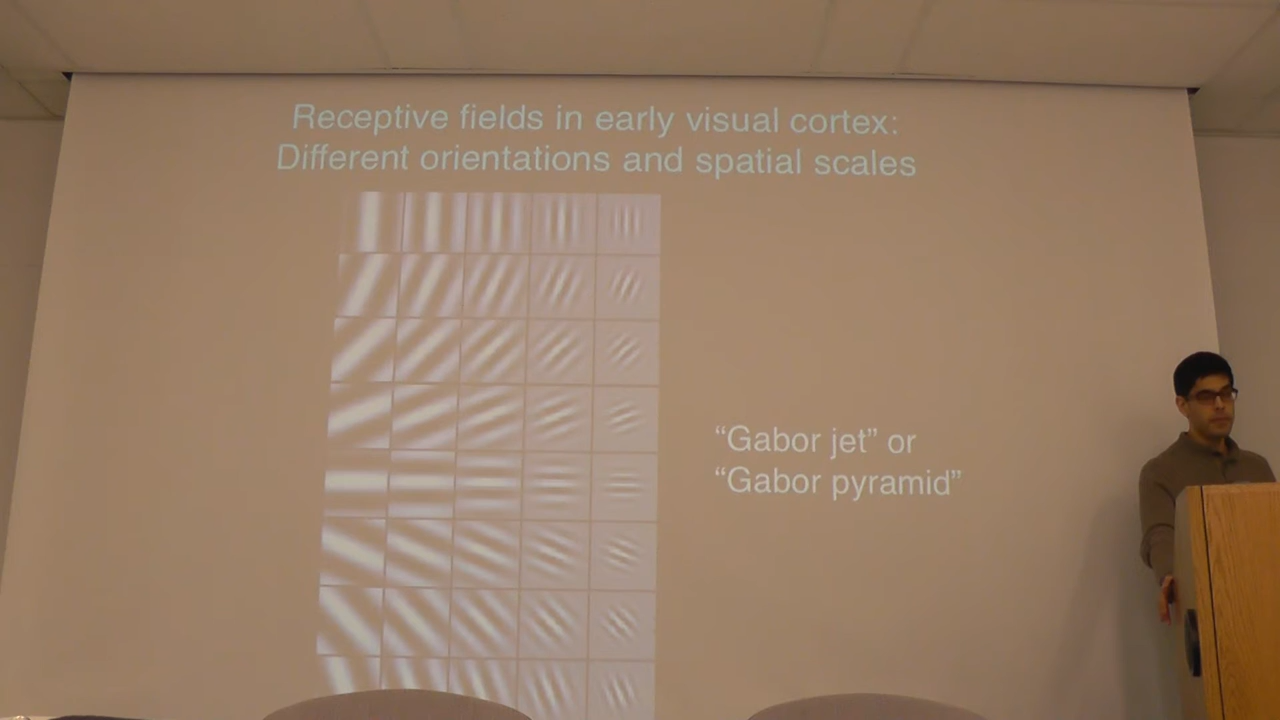 Receptive fields in early visual cortex:
Different orientations and spatial scales
“Gabor jet” or
“Gabor pyramid”